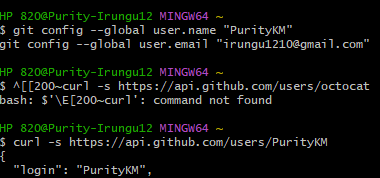 HP 820@Purity-Irungu12 MINGW64 ~
$ git config --global user.name "PurityKM"
git config --global user.email "irungu1210@gmail.com"
HP 820@Purity-Irungu12 MINGW64 ~
$ ^[[200~curl -s https://api.github.com/users/octocat
bash: $'\E[200~curl': command not found
HP 820@Purity-Irungu12 MINGW64 ~
$ curl -s https://api.github.com/users/PurityKM
{
  "login": "PurityKM",